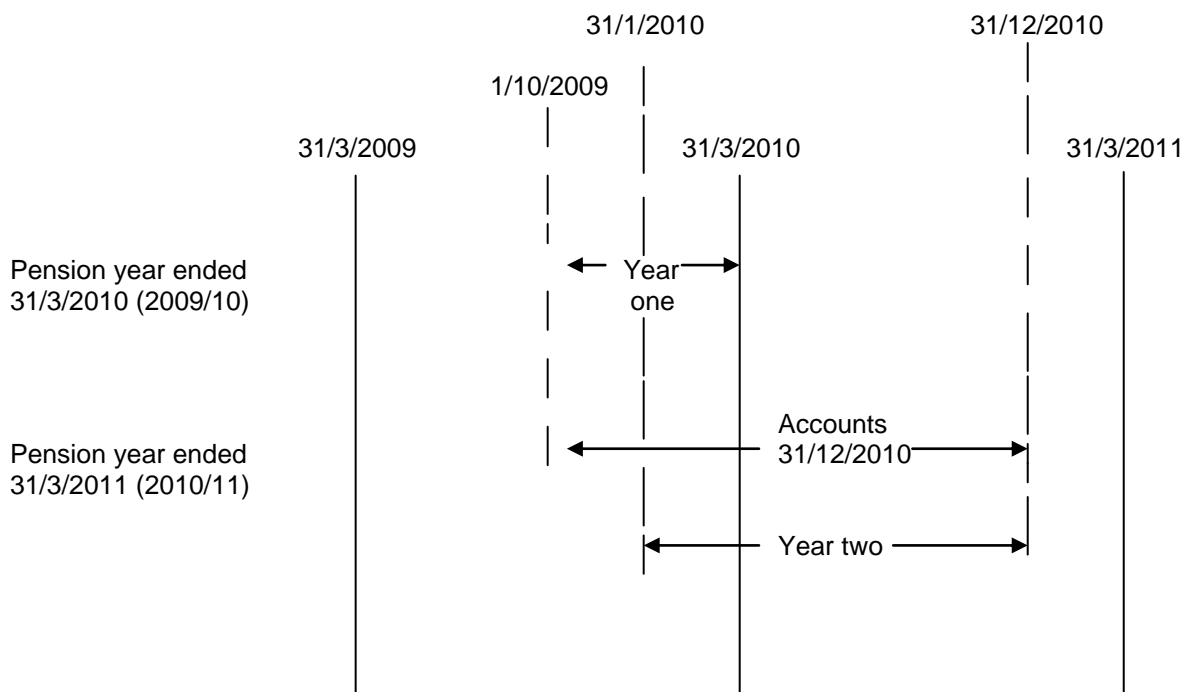 31/1/2010
31/12/2010
1/10/2009
31/3/2009
31/3/2010
31/3/2011
Pension year ended
31/3/2010 (2009/10)
Year
one
Pension year ended
31/3/2011 (2010/11)
Accounts
31/12/2010
Year two